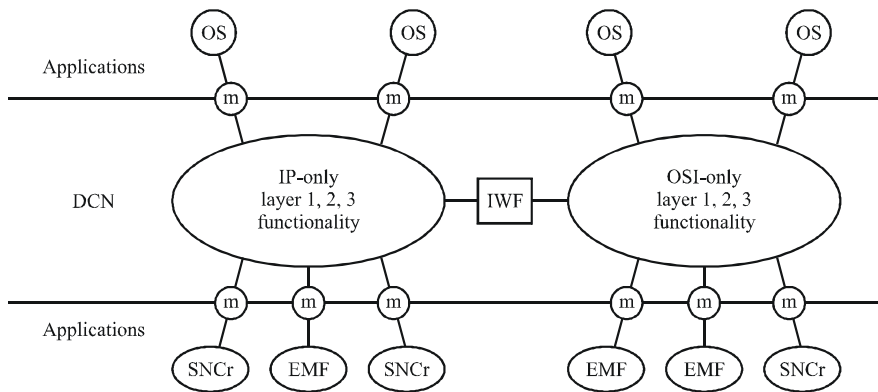 OS OS OS OS
Applications
m m m m
DCN
IP-only
layer 1, 2, 3
functionality
IWF
OSI-only
layer 1, 2, 3
functionality
m m m m m m
Applications
SNCr EMF SNCr EMF EMF SNCr